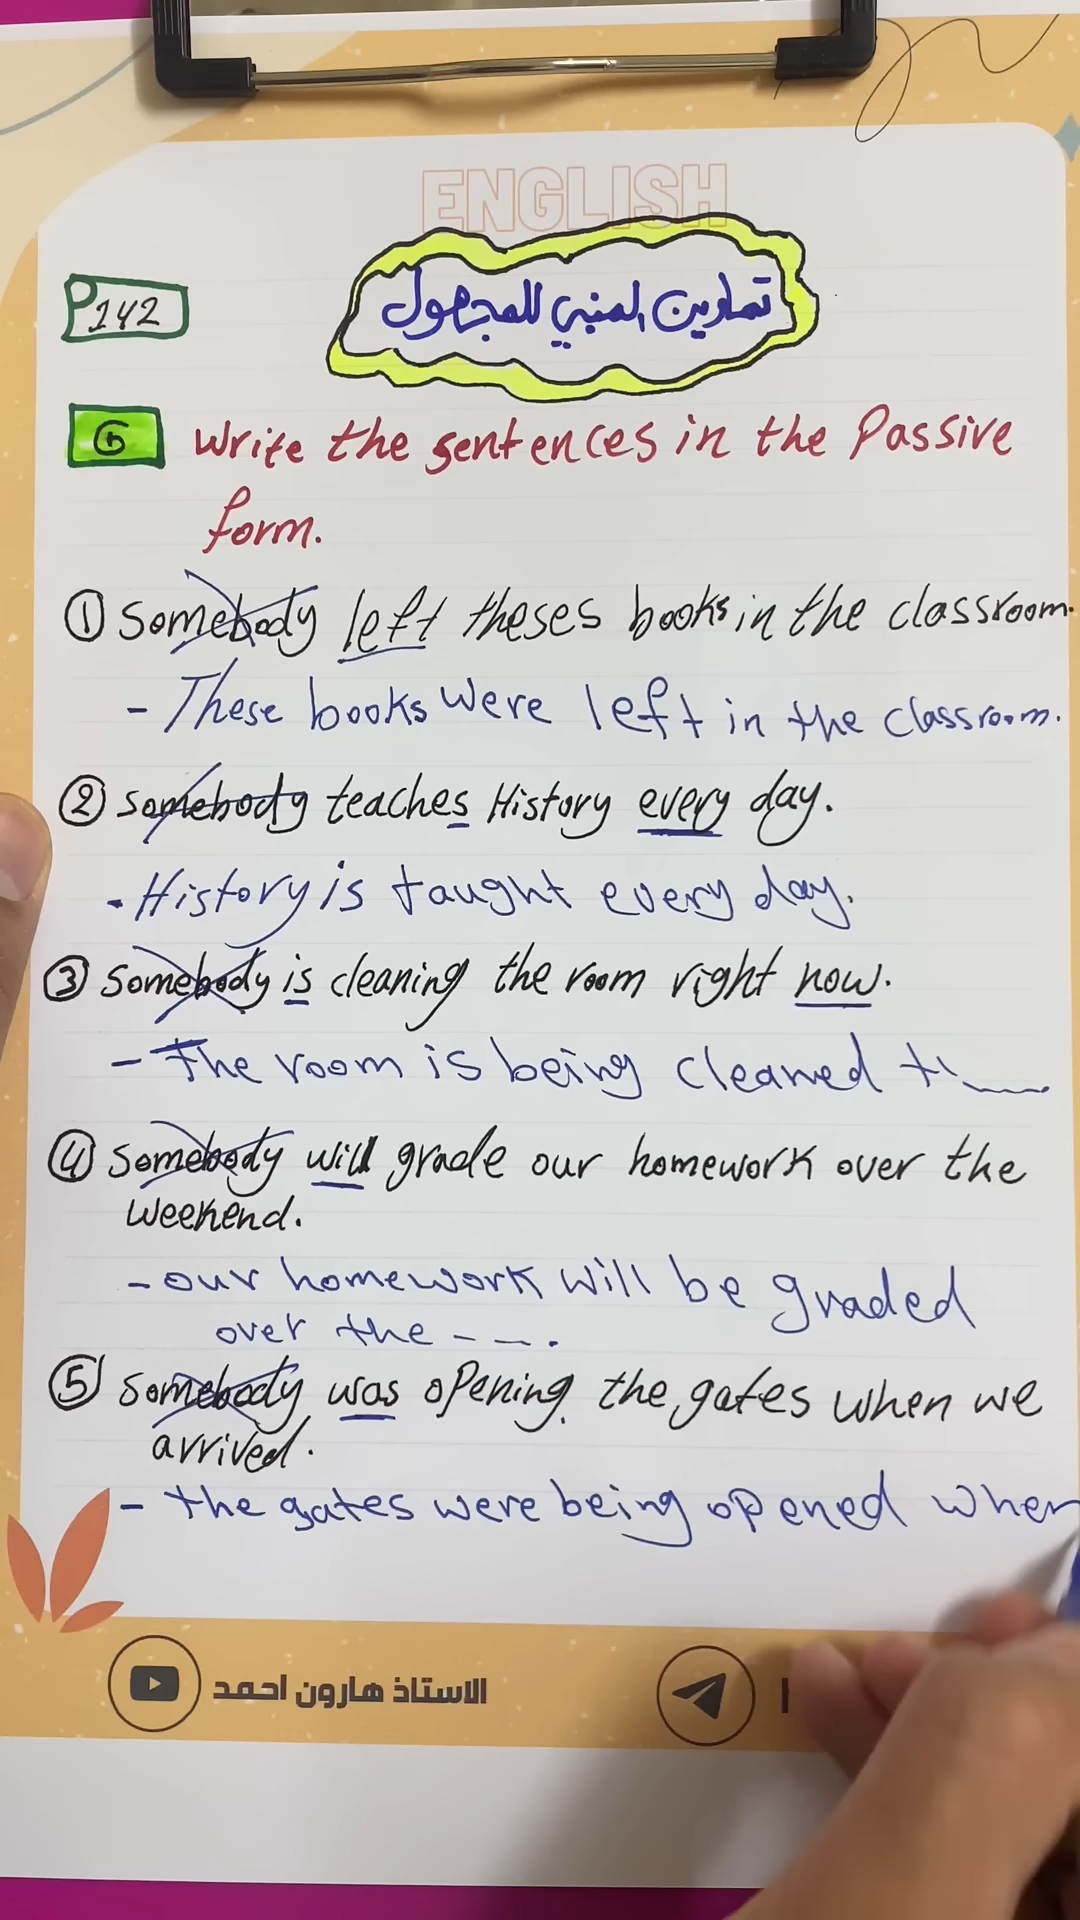 ENGLISH
P142
تمارين المبني للمجهول
G Write the sentences in the Passive
form.
① Somebody left theses books in the classroom.
- These books were left in the classroom.
② Somebody teaches History every day.
- History is taught every day.
③ Somebody is cleaning the room right now.
- The room is being cleaned
④ Somebody will grade our homework over the
weekend.
- our homework will be graded
over the - - - .
⑤ Somebody was opening the gates when we
arrived.
- the gates were being opened when
الاستاذ هارون احمد